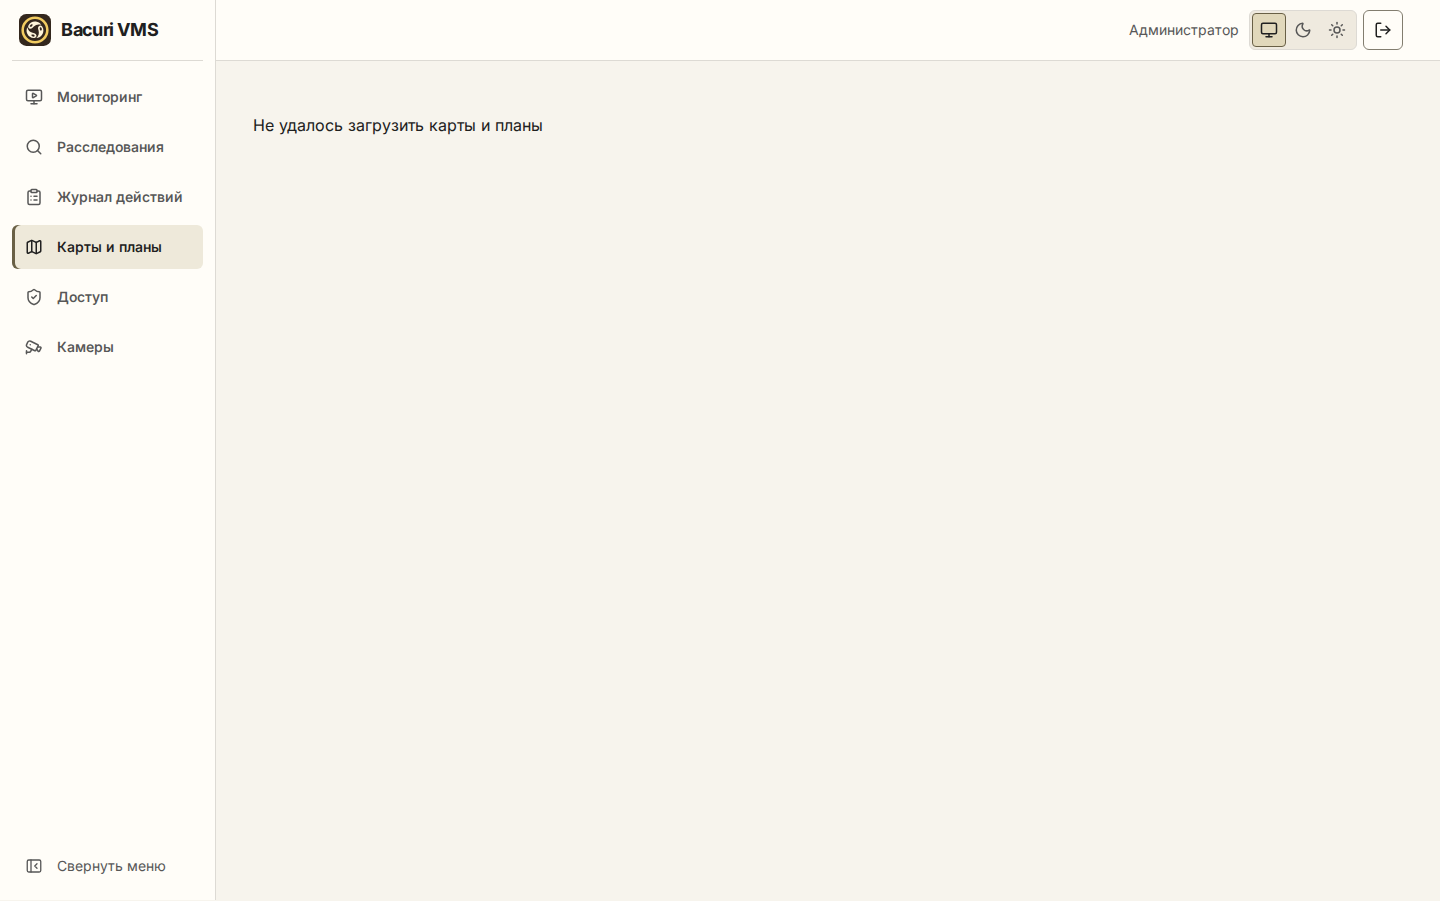 Bacuri VMS
Администратор
Мониторинг
Расследования
Журнал действий
Карты и планы
Доступ
Камеры
Свернуть меню
Не удалось загрузить карты и планы